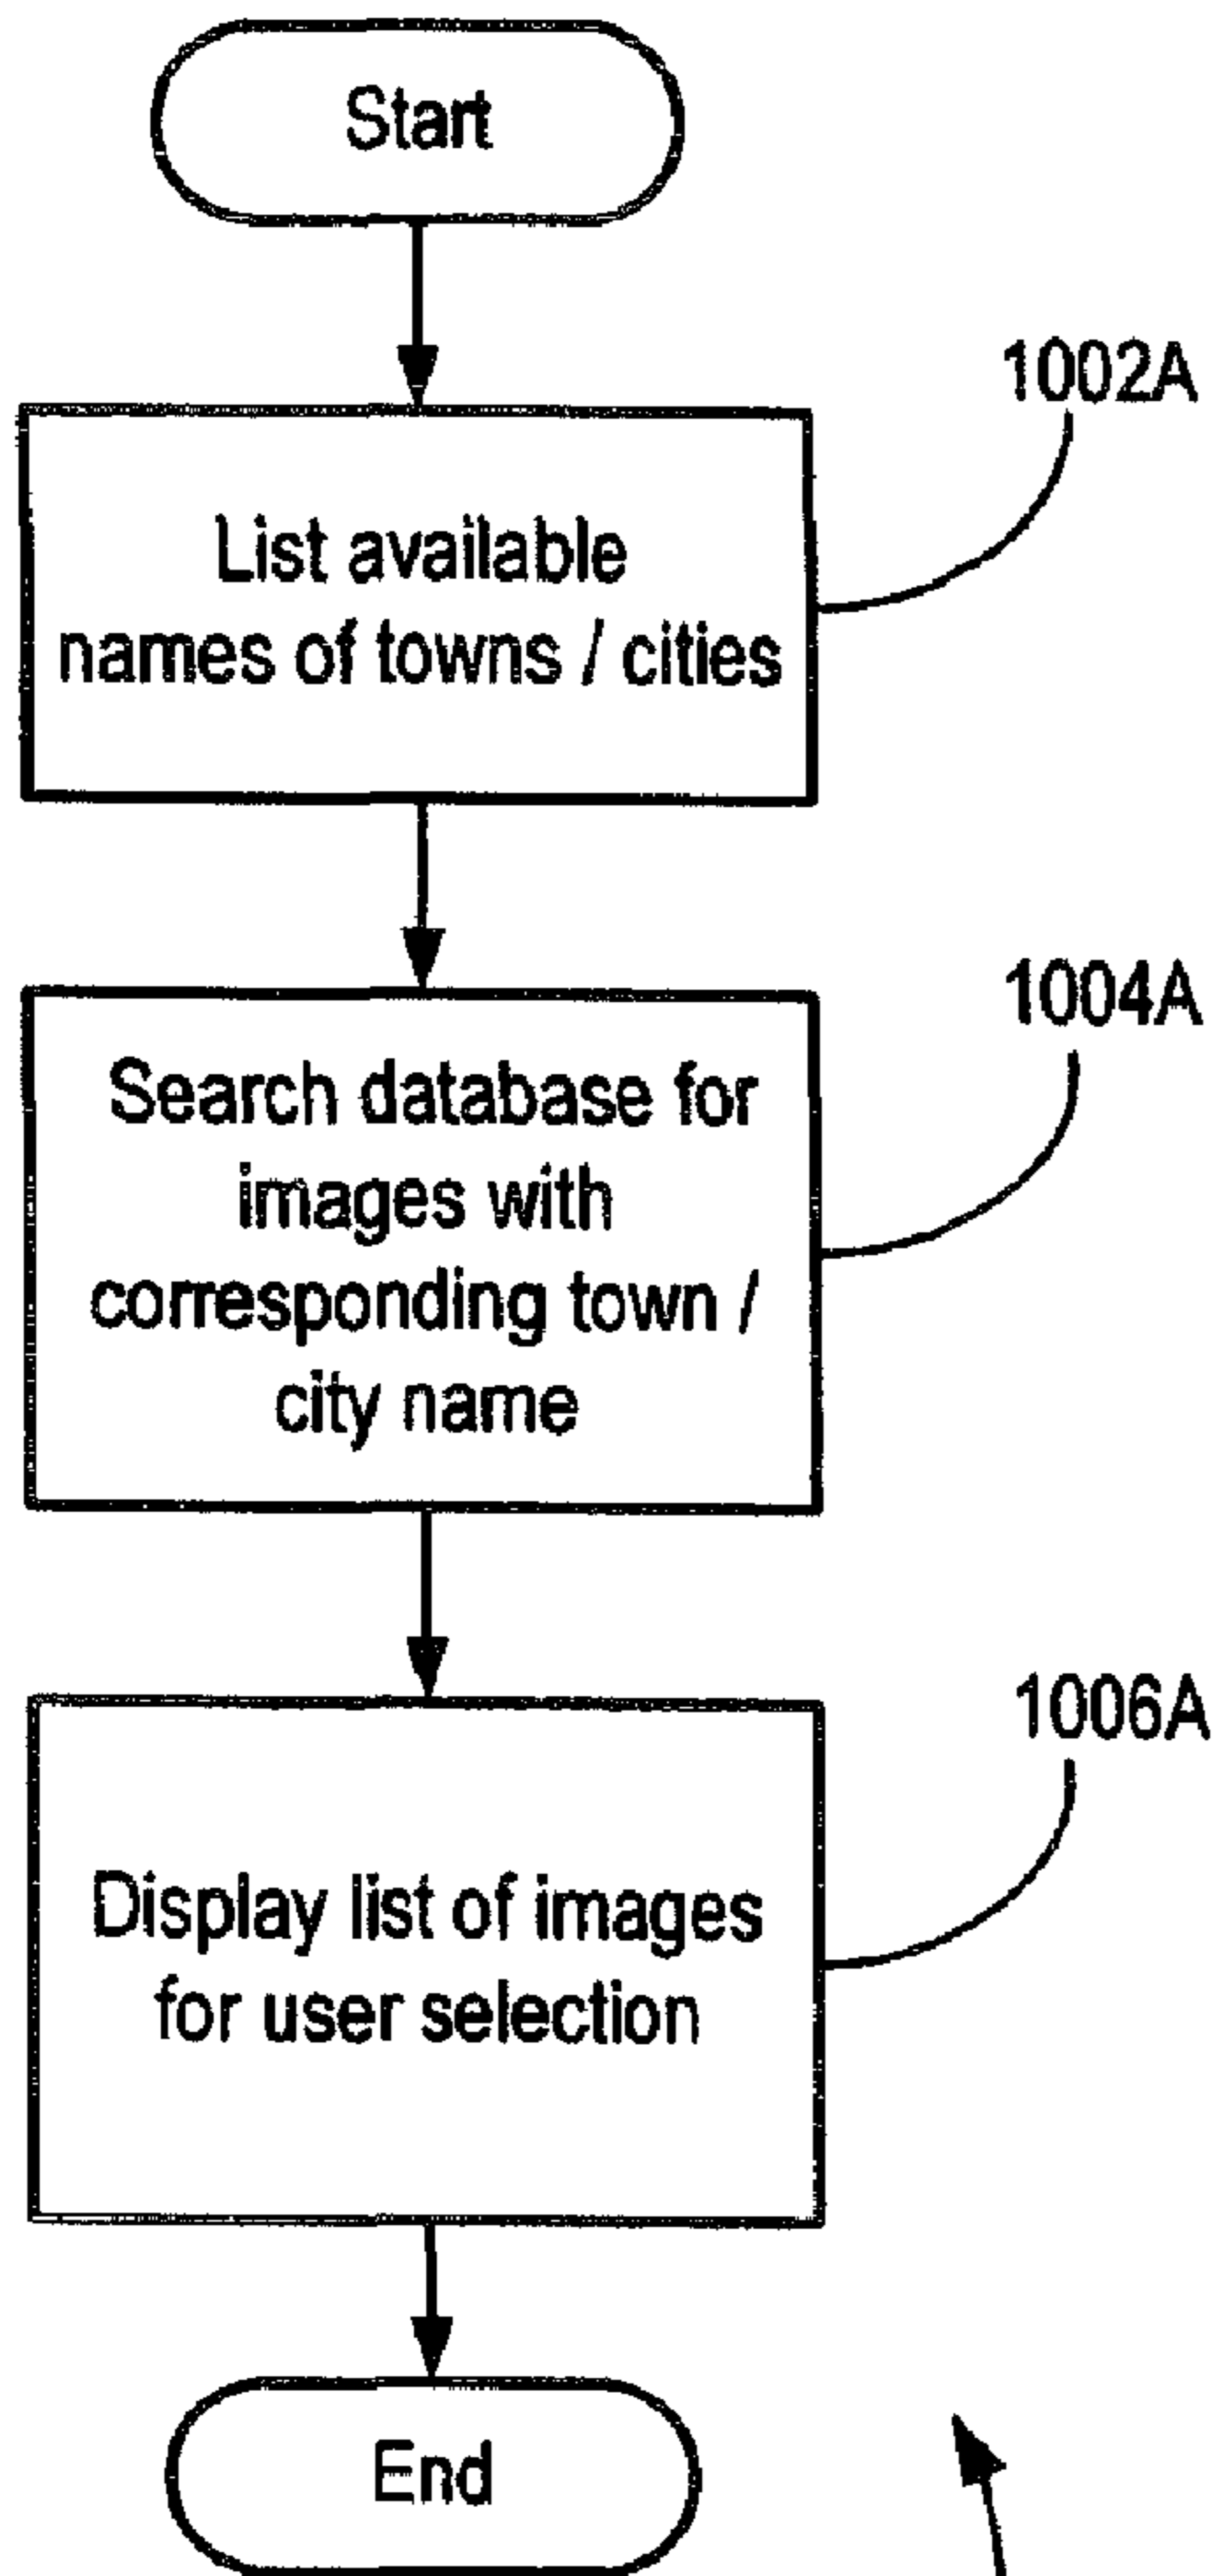 Start
1002A
List available
names of towns / cities
1004A
Search database for
images with
corresponding town /
city name
1006A
Display list of images
for user selection
End